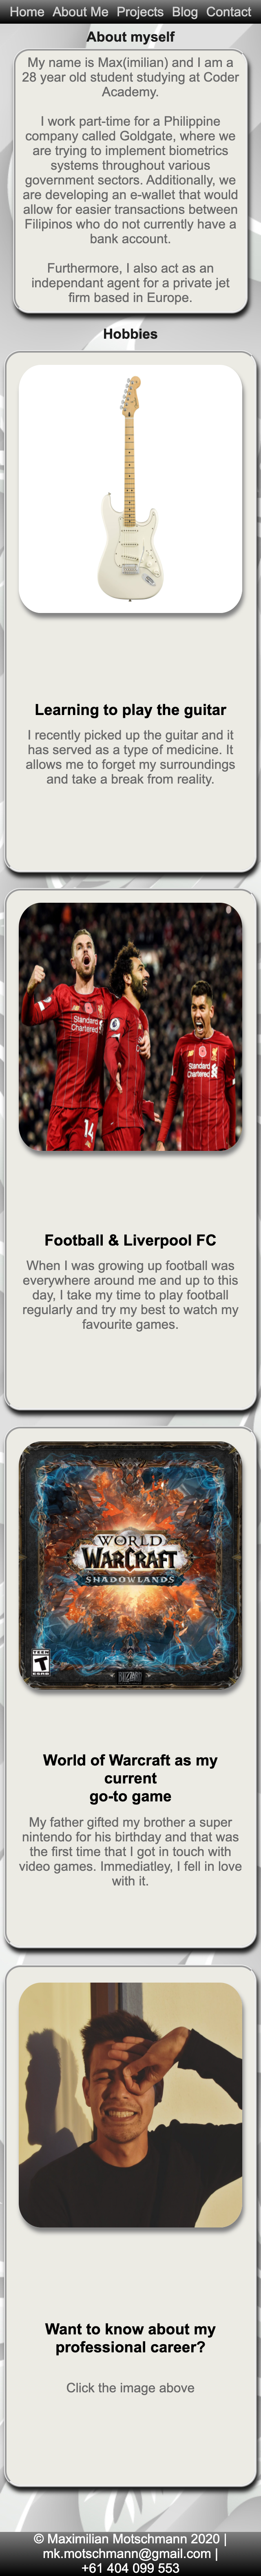 Home About Me Projects Blog Contact
About myself
My name is Max(imilian) and I am a
28 year old student studying at Coder
Academy.
I work part-time for a Philippine
company called Goldgate, where we
are trying to implement biometrics
systems throughout various
government sectors. Additionally, we
are developing an e-wallet that would
allow for easier transactions between
Filipinos who do not currently have a
bank account.
Furthermore, I also act as an
independant agent for a private jet
firm based in Europe.
Hobbies
Learning to play the guitar
I recently picked up the guitar and it
has served as a type of medicine. It
allows me to forget my surroundings
and take a break from reality.
Standard
Chartered
14
Standard
Chartered
Football & Liverpool FC
When I was growing up football was
everywhere around me and up to this
day, I take my time to play football
regularly and try my best to watch my
favourite games.
WORLD
WARCRAFT
SHADOWLANDS
TEEN
T
ESRB
BLIZZARD
World of Warcraft as my
current
go-to game
My father gifted my brother a super
nintendo for his birthday and that was
the first time that I got in touch with
video games. Immediatley, I fell in love
with it.
Want to know about my
professional career?
Click the image above
© Maximilian Motschmann 2020 |
mk.motschmann@gmail.com |
+61 404 099 553